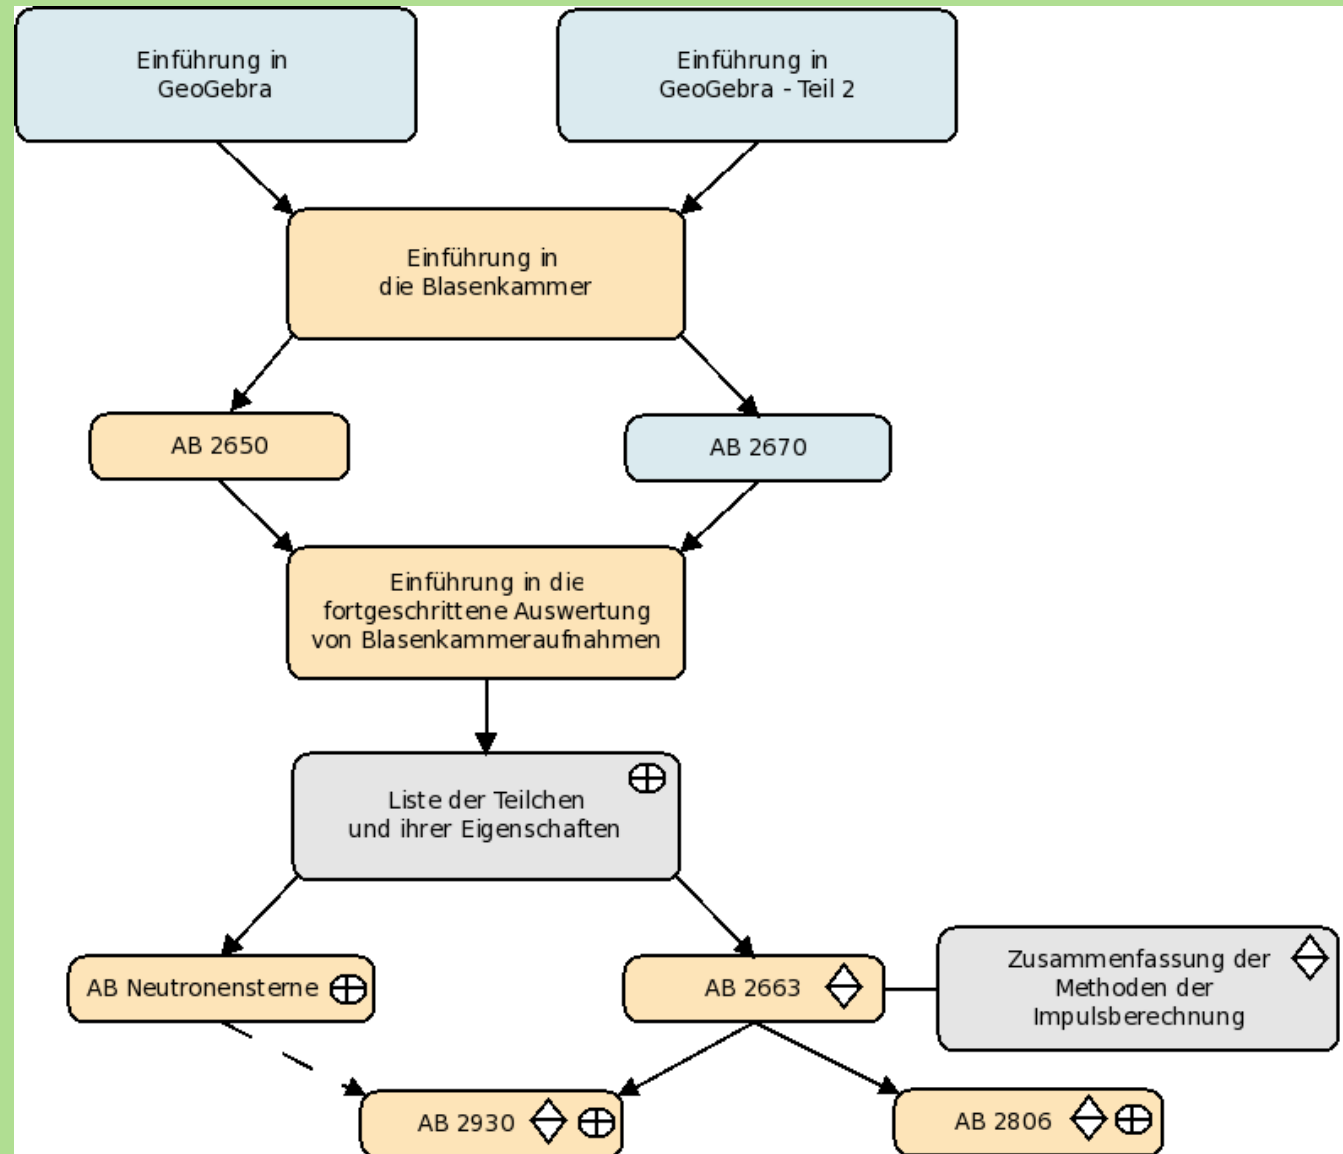 Einführung in
GeoGebra
Einführung in
GeoGebra - Teil 2
Einführung in
die Blasenkammer
AB 2650
AB 2670
Einführung in die
fortgeschrittene Auswertung
von Blasenkammeraufnahmen
Liste der Teilchen
und ihrer Eigenschaften
AB Neutronensterne
AB 2663
Zusammenfassung der
Methoden der
Impulsberechnung
AB 2930
AB 2806